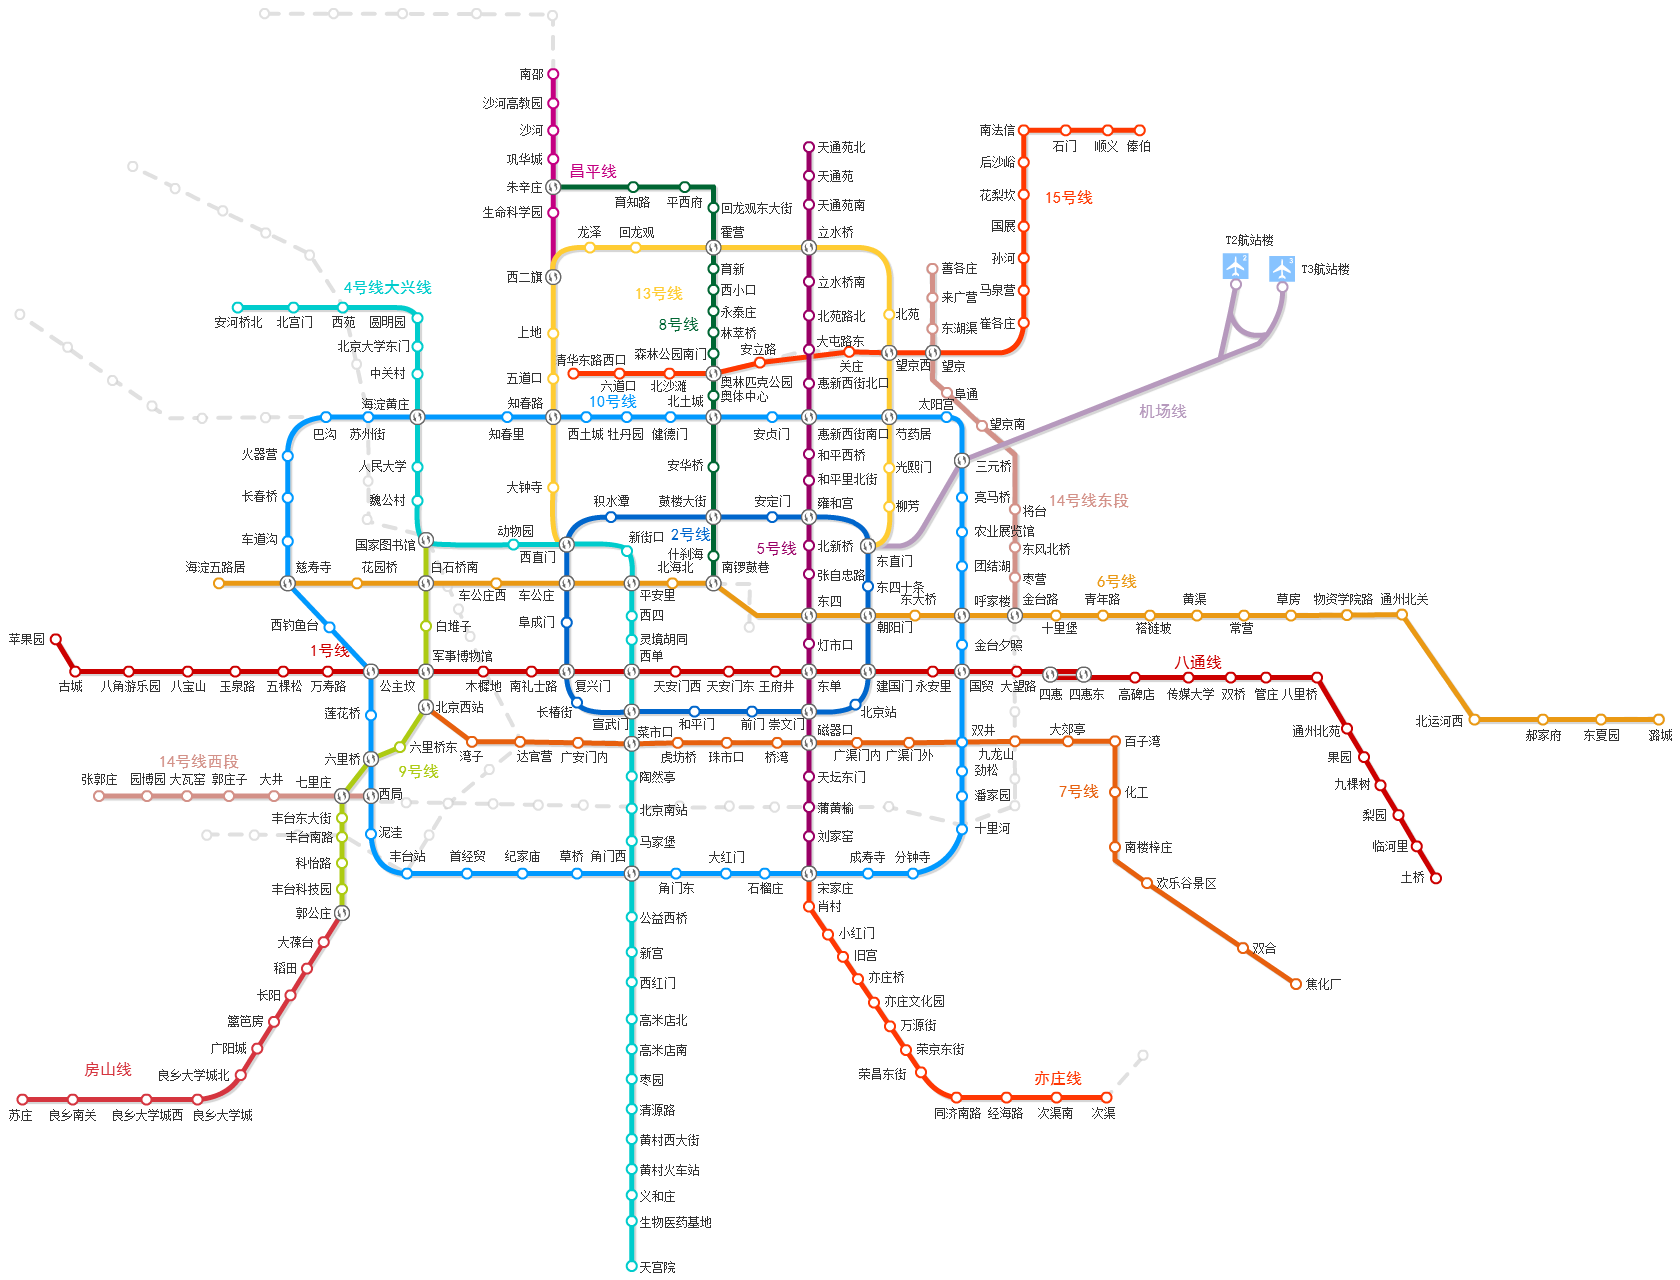 南邵
沙河高教园
沙河
巩华城
昌平线
朱辛庄
生命科学园
育知路
平西府
回龙观东大街
天通苑北
天通苑
天通苑南
南法信
石门
顺义
俸伯
后沙峪
花梨坎
15号线
国展
孙河
马泉营
崔各庄
龙泽
回龙观
霍营
立水桥
西二旗
育新
西小口
永泰庄
林萃桥
森林公园南门
13号线
8号线
立水桥南
北苑路北
大屯路东
北苑
善各庄
来广营
东湖渠
T2航站楼
T3航站楼
4号线大兴线
安河桥北
北宫门
西苑
圆明园
北京大学东门
中关村
海淀黄庄
上地
五道口
清华东路西口
六道口
北沙滩
安立路
奥林匹克公园
奥体中心
关庄
望京西
望京
阜通
望京南
惠新西街北口
10号线
北土城
知春路
太阳宫
机场线
巴沟
苏州街
知春里
西土城
牡丹园
健德门
安贞门
惠新西街南口
芍药居
火器营
长春桥
车道沟
人民大学
魏公村
国家图书馆
大钟寺
安华桥
和平西桥
和平里北街
光熙门
柳芳
三元桥
亮马桥
农业展览馆
团结湖
14号线东段
将台
东风北桥
枣营
积水潭
鼓楼大街
安定门
雍和宫
动物园
西直门
新街口
2号线
什刹海
5号线
北新桥
张自忠路
东直门
东四十条
海淀五路居
慈寿寺
花园桥
白石桥南
车公庄西
车公庄
平安里
北海北
南锣鼓巷
东四
东大桥
朝阳门
呼家楼
金台路
6号线
十里堡
青年路
褡裢坡
黄渠
常营
草房
物资学院路
通州北关
西钓鱼台
白堆子
阜成门
西四
灵境胡同
西单
灯市口
金台夕照
苹果园
古城
八角游乐园
八宝山
玉泉路
五棵松
万寿路
1号线
公主坟
军事博物馆
木樨地
南礼士路
复兴门
天安门西
天安门东
王府井
东单
建国门
永安里
国贸
大望路
四惠
四惠东
八通线
高碑店
传媒大学
双桥
管庄
八里桥
通州北苑
果园
九棵树
梨园
临河里
土桥
北运河西
郝家府
东夏园
潞城
莲花桥
北京西站
长椿街
宣武门
和平门
前门
崇文门
北京站
六里桥
六里桥东
9号线
湾子
达官营
广安门内
菜市口
虎坊桥
珠市口
桥湾
磁器口
广渠门内
广渠门外
双井
九龙山
大郊亭
百子湾
7号线
化工
南楼梓庄
欢乐谷景区
双合
焦化厂
14号线西段
张郭庄
园博园
大瓦窑
郭庄子
大井
七里庄
西局
丰台东大街
丰台南路
科怡路
丰台科技园
郭公庄
泥洼
丰台站
首经贸
纪家庙
草桥
角门西
角门东
大红门
石榴庄
宋家庄
成寿寺
分钟寺
陶然亭
北京南站
马家堡
天坛东门
蒲黄榆
刘家窑
劲松
潘家园
十里河
大葆台
稻田
长阳
篱笆房
广阳城
良乡大学城北
房山线
苏庄
良乡南关
良乡大学城西
良乡大学城
公益西桥
新宫
西红门
高米店北
高米店南
枣园
清源路
黄村西大街
黄村火车站
义和庄
生物医药基地
天宫院
肖村
小红门
旧宫
亦庄桥
亦庄文化园
万源街
荣京东街
荣昌东街
亦庄线
同济南路
经海路
次渠南
次渠